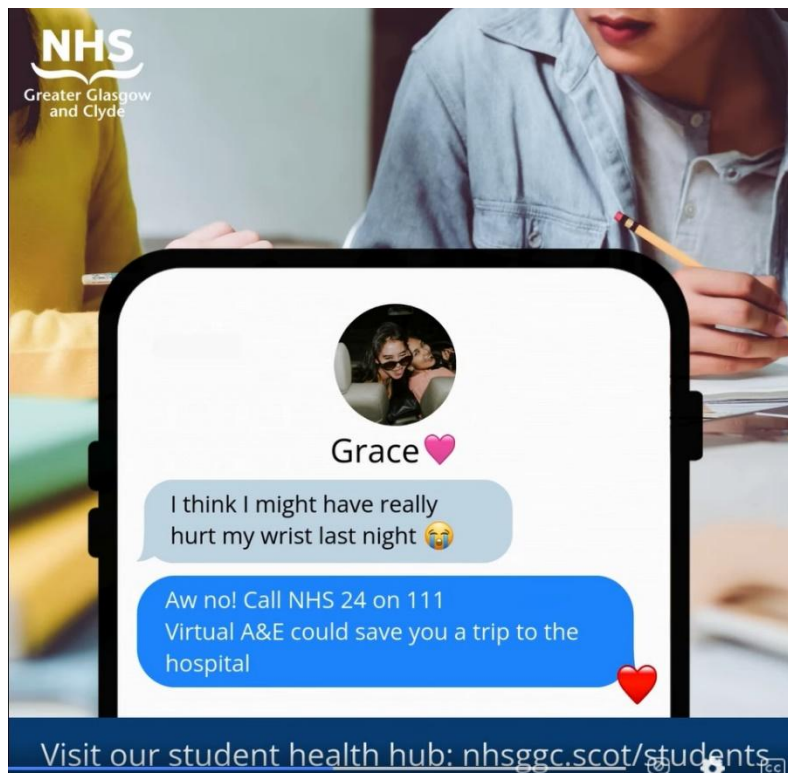 NHS
Greater Glasgow
and Clyde
Grace🩷
I think I might have really
hurt my wrist last night 😭
Aw no! Call NHS 24 on 111
Virtual A&E could save you a trip to the
hospital
Visit our student health hub: nhsggc.scot/students
CC